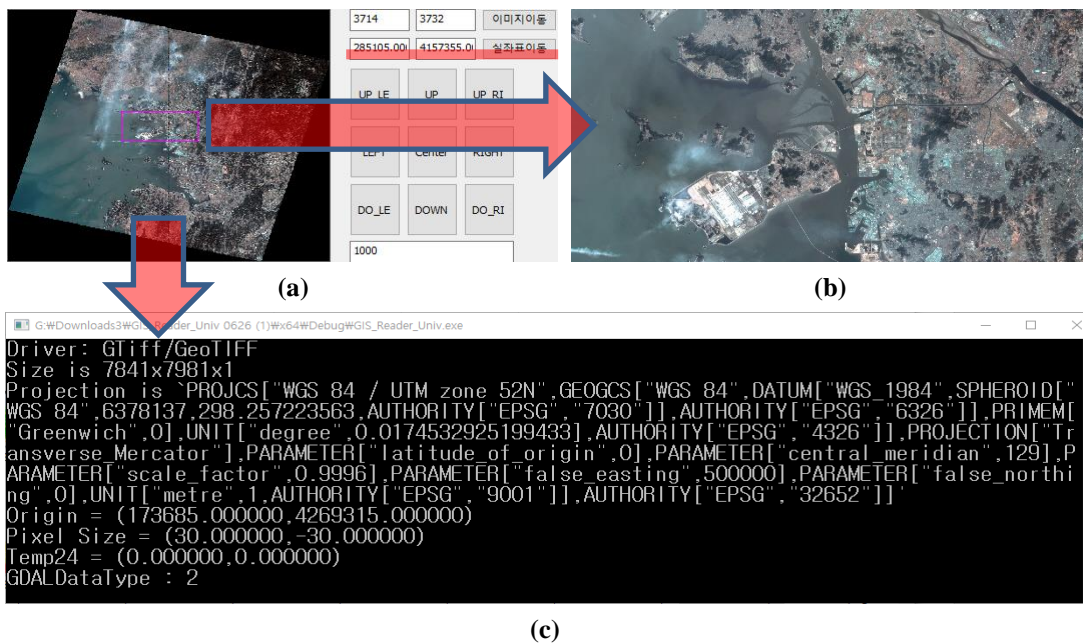 3714 3732 이미지이동
285105.00( 4157355.0( 실좌표이동
UP_LE UP UP_RI
LEFT Center RIGHT
DO_LE DOWN DO_RI
1000
(a) (b)
G:₩Downloads3₩GIS_Reader_Univ 0626 (1)₩x64₩Debug₩GIS_Reader_Univ.exe
Driver: GTiff/GeoTIFF
Size is 7841x7981x1
Projection is `PROJCS["WGS 84 / UTM zone 52N",GEOGCS["WGS 84",DATUM["WGS_1984",SPHEROID["
WGS 84",6378137,298.257223563,AUTHORITY["EPSG","7030"]],AUTHORITY["EPSG","6326"]],PRIMEM[
"Greenwich",0],UNIT["degree",0.0174532925199433],AUTHORITY["EPSG","4326"]],PROJECTION["Tr
ansverse_Mercator"],PARAMETER["latitude_of_origin",0],PARAMETER["central_meridian",129],P
ARAMETER["scale_factor",0.9996],PARAMETER["false_easting",500000],PARAMETER["false_northi
ng",0],UNIT["metre",1,AUTHORITY["EPSG","9001"]],AUTHORITY["EPSG","32652"]]'
Origin = (173685.000000,4269315.000000)
Pixel Size = (30.000000,-30.000000)
Temp24 = (0.000000,0.000000)
GDALDataType : 2
(c)